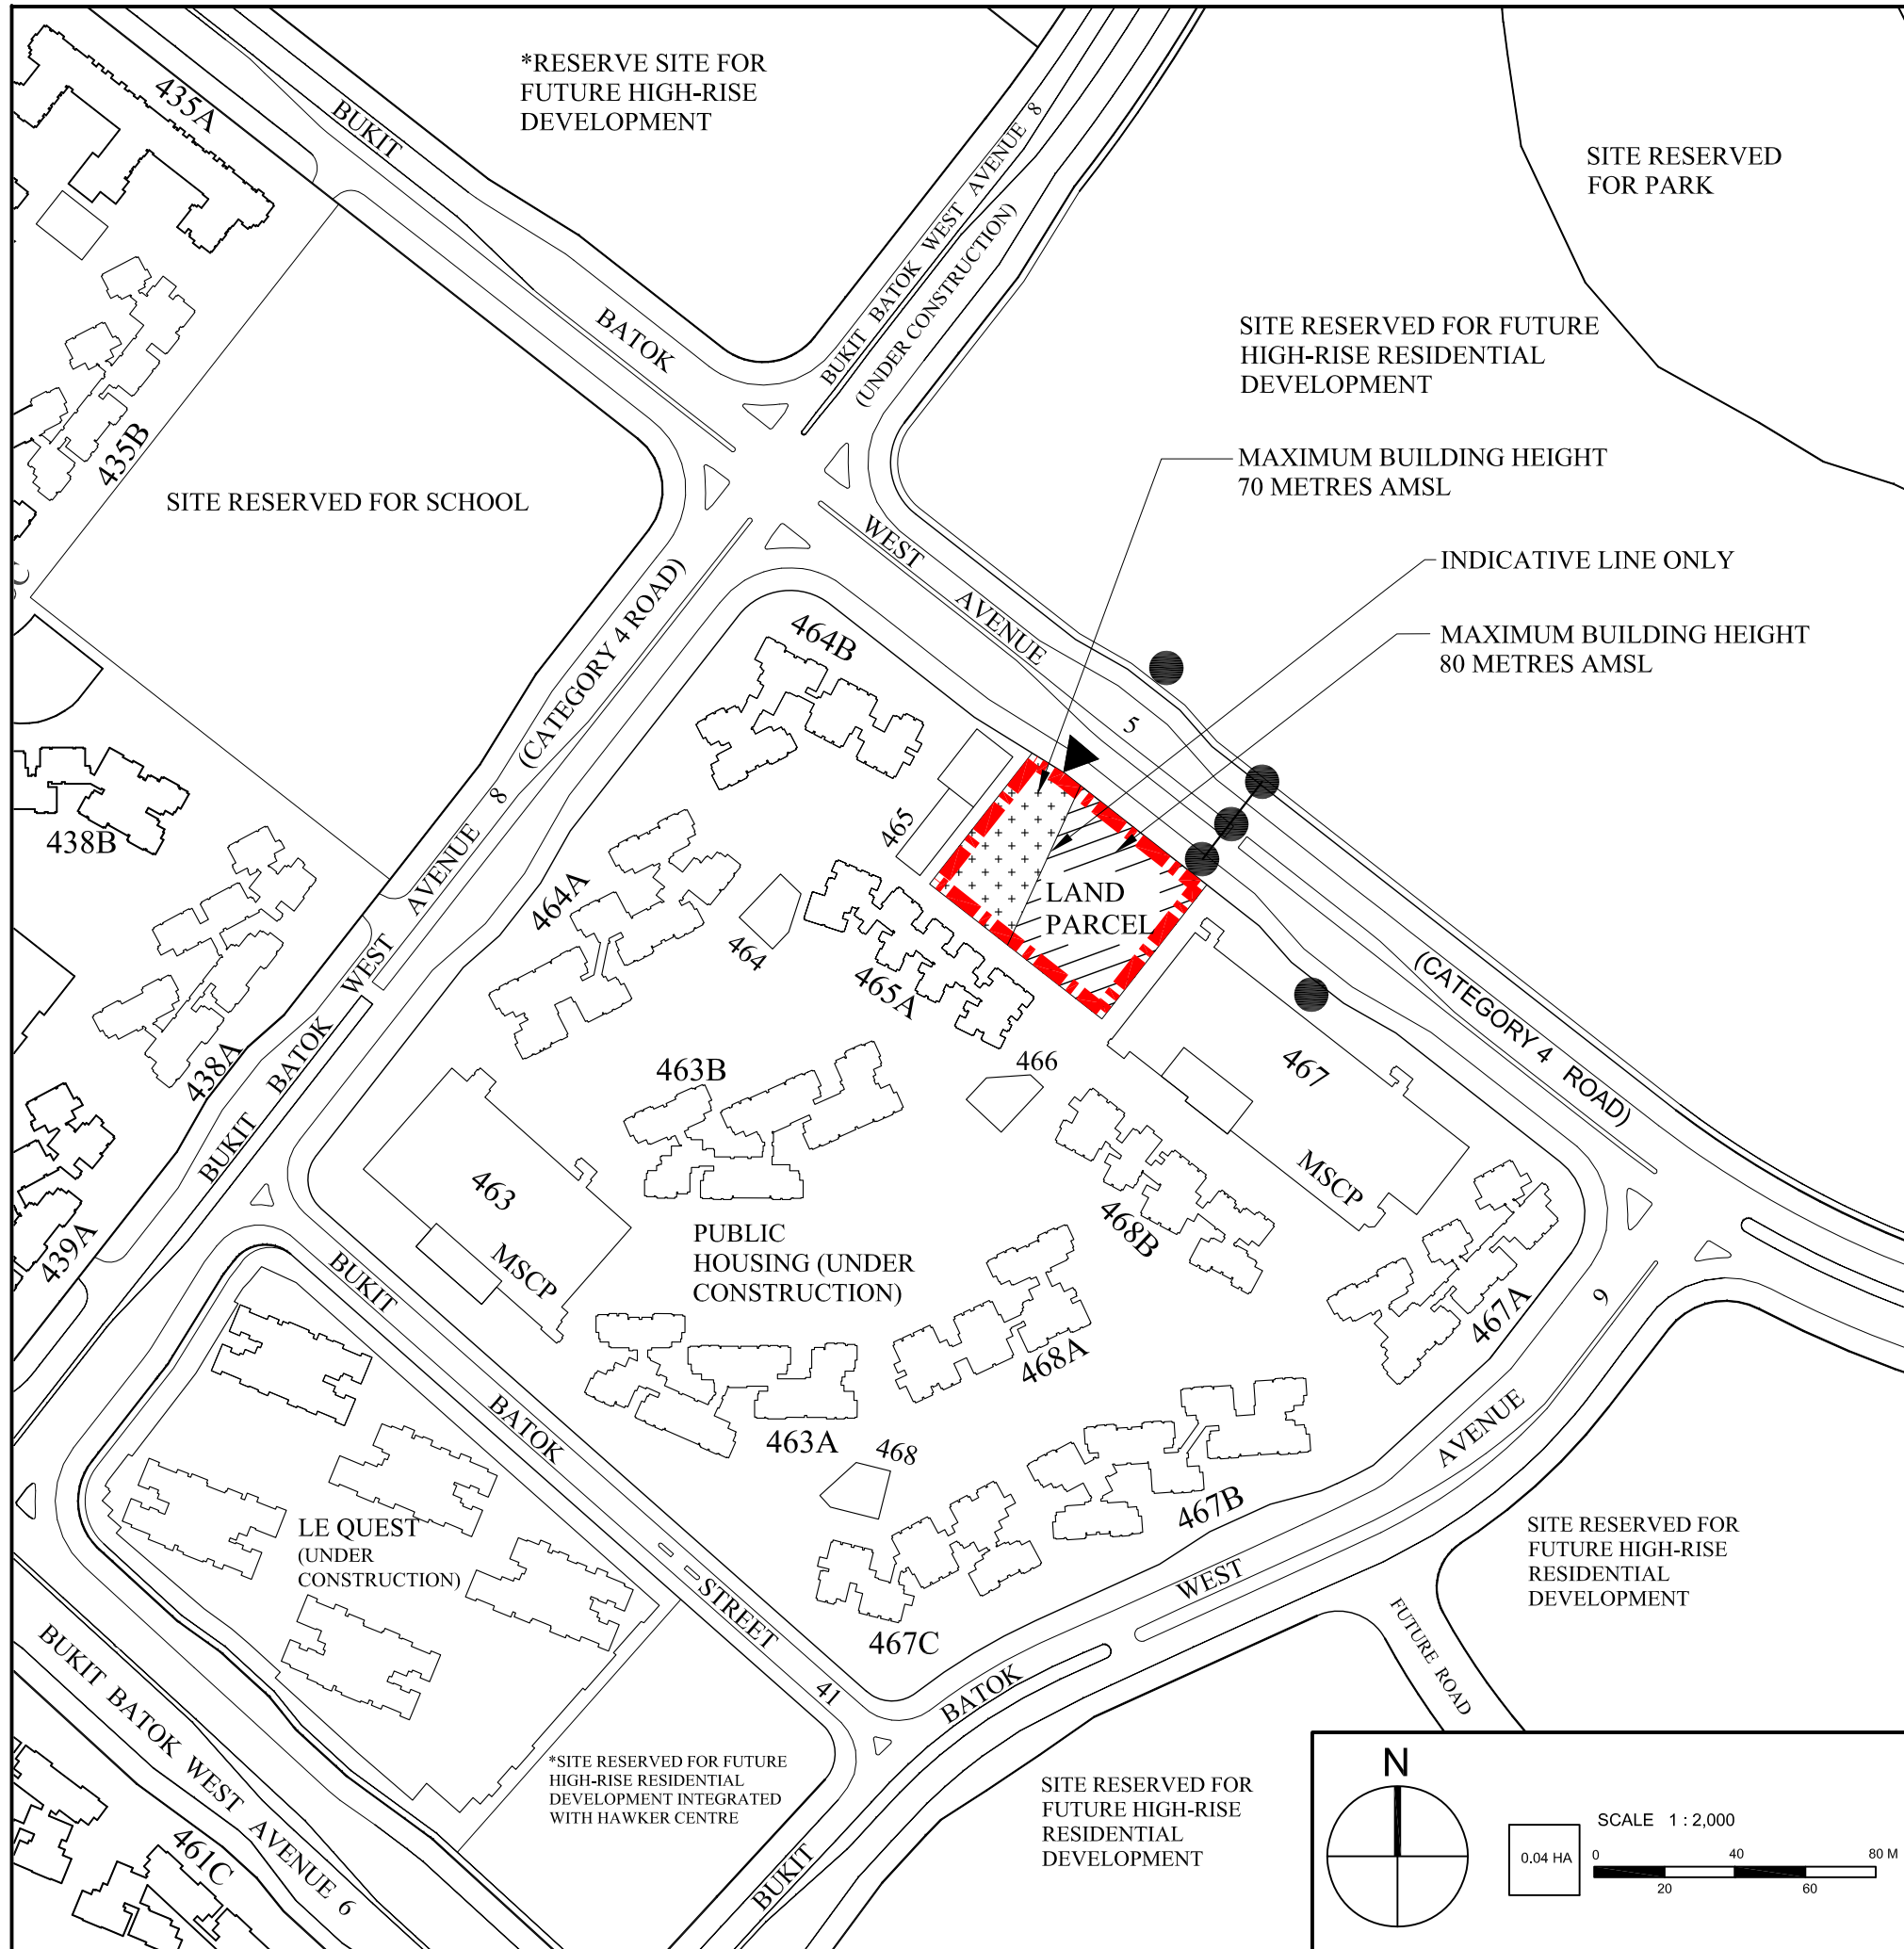 *RESERVE SITE FOR
FUTURE HIGH-RISE
DEVELOPMENT
SITE RESERVED
FOR PARK
435A
BUKIT
BATOK
WEST
AVENUE
5
(CATEGORY 4 ROAD)
BUKIT BATOK WEST AVENUE 8
(UNDER CONSTRUCTION)
SITE RESERVED FOR FUTURE
HIGH-RISE RESIDENTIAL
DEVELOPMENT
MAXIMUM BUILDING HEIGHT
70 METRES AMSL
INDICATIVE LINE ONLY
MAXIMUM BUILDING HEIGHT
80 METRES AMSL
435B
SITE RESERVED FOR SCHOOL
BUKIT BATOK WEST AVENUE 8 (CATEGORY 4 ROAD)
464B
465
LAND
PARCEL
438B
464A
464
465A
438A
463B
466
467
MSCP
439A
463
MSCP
PUBLIC
HOUSING (UNDER
CONSTRUCTION)
468B
467A
468A
463A
468
467B
467C
BUKIT BATOK STREET 41
BUKIT BATOK WEST AVENUE 9
LE QUEST
(UNDER
CONSTRUCTION)
SITE RESERVED FOR
FUTURE HIGH-RISE
RESIDENTIAL
DEVELOPMENT
FUTURE ROAD
BUKIT BATOK WEST AVENUE 6
461C
*SITE RESERVED FOR FUTURE
HIGH-RISE RESIDENTIAL
DEVELOPMENT INTEGRATED
WITH HAWKER CENTRE
SITE RESERVED FOR
FUTURE HIGH-RISE
RESIDENTIAL
DEVELOPMENT
N
0.04 HA
SCALE 1 : 2,000
0 40 80 M
20 60